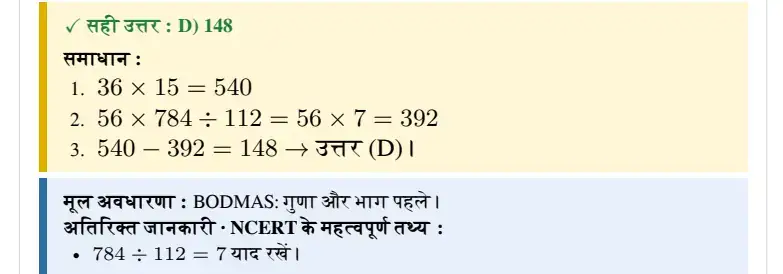 ✓ सही उत्तर : D) 148
समाधान :
1. 36 × 15 = 540
2. 56 × 784 ÷ 112 = 56 × 7 = 392
3. 540 − 392 = 148 → उत्तर (D)।
मूल अवधारणा : BODMAS: गुणा और भाग पहले।
अतिरिक्त जानकारी · NCERT के महत्वपूर्ण तथ्य :
• 784 ÷ 112 = 7 याद रखें।